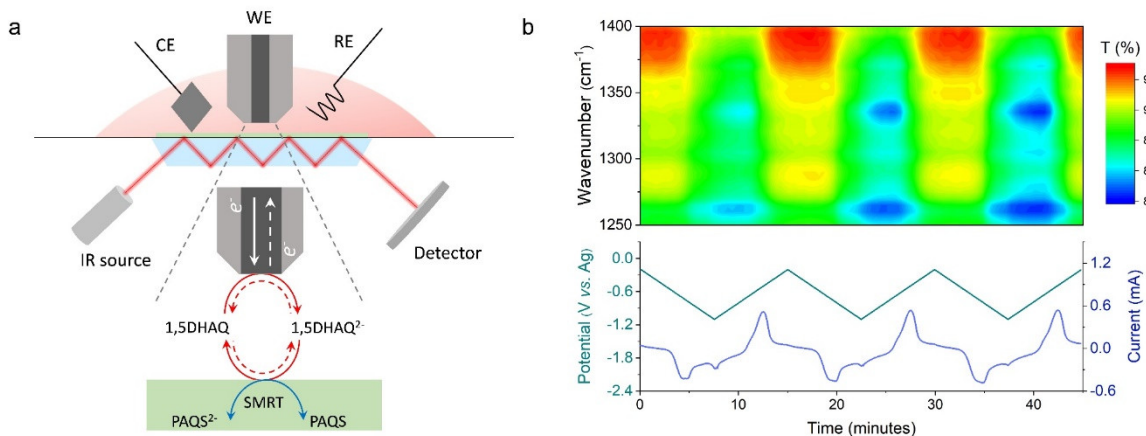 a
WE
CE
RE
IR source
Detector
e⁻
e⁻
1,5DHAQ
1,5DHAQ²⁻
SMRT
PAQS²⁻
PAQS
b
1400
1350
1300
1250
Wavenumber (cm⁻¹)
T (%)
0.0
-0.6
-1.2
-1.8
-2.4
Potential (V vs. Ag)
1.2
0.6
0.0
-0.6
Current (mA)
0
10
20
30
40
Time (minutes)